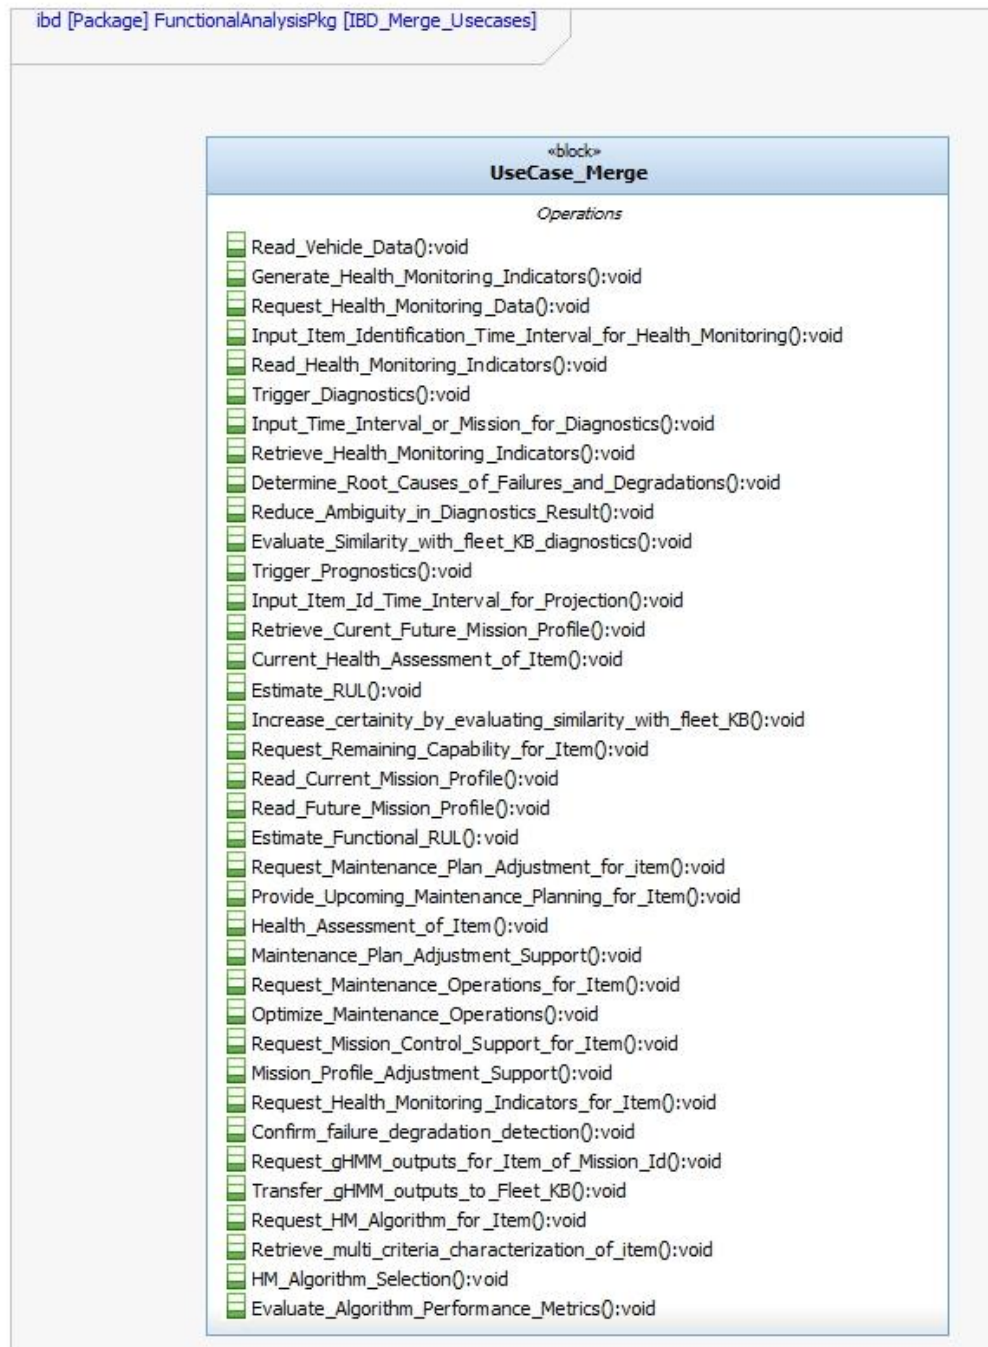 ibd [Package] FunctionalAnalysisPkg [IBD_Merge_Usecases]
«block»
UseCase_Merge
Operations
Read_Vehicle_Data():void
Generate_Health_Monitoring_Indicators():void
Request_Health_Monitoring_Data():void
Input_Item_Identification_Time_Interval_for_Health_Monitoring():void
Read_Health_Monitoring_Indicators():void
Trigger_Diagnostics():void
Input_Time_Interval_or_Mission_for_Diagnostics():void
Retrieve_Health_Monitoring_Indicators():void
Determine_Root_Causes_of_Failures_and_Degradations():void
Reduce_Ambiguity_in_Diagnostics_Result():void
Evaluate_Similarity_with_fleet_KB_diagnostics():void
Trigger_Prognostics():void
Input_Item_Id_Time_Interval_for_Projection():void
Retrieve_Curent_Future_Mission_Profile():void
Current_Health_Assessment_of_Item():void
Estimate_RUL():void
Increase_certainity_by_evaluating_similarity_with_fleet_KB():void
Request_Remaining_Capability_for_Item():void
Read_Current_Mission_Profile():void
Read_Future_Mission_Profile():void
Estimate_Functional_RUL():void
Request_Maintenance_Plan_Adjustment_for_item():void
Provide_Upcoming_Maintenance_Planning_for_Item():void
Health_Assessment_of_Item():void
Maintenance_Plan_Adjustment_Support():void
Request_Maintenance_Operations_for_Item():void
Optimize_Maintenance_Operations():void
Request_Mission_Control_Support_for_Item():void
Mission_Profile_Adjustment_Support():void
Request_Health_Monitoring_Indicators_for_Item():void
Confirm_failure_degradation_detection():void
Request_gHMM_outputs_for_Item_of_Mission_Id():void
Transfer_gHMM_outputs_to_Fleet_KB():void
Request_HM_Algorithm_for_Item():void
Retrieve_multi_criteria_characterization_of_item():void
HM_Algorithm_Selection():void
Evaluate_Algorithm_Performance_Metrics():void